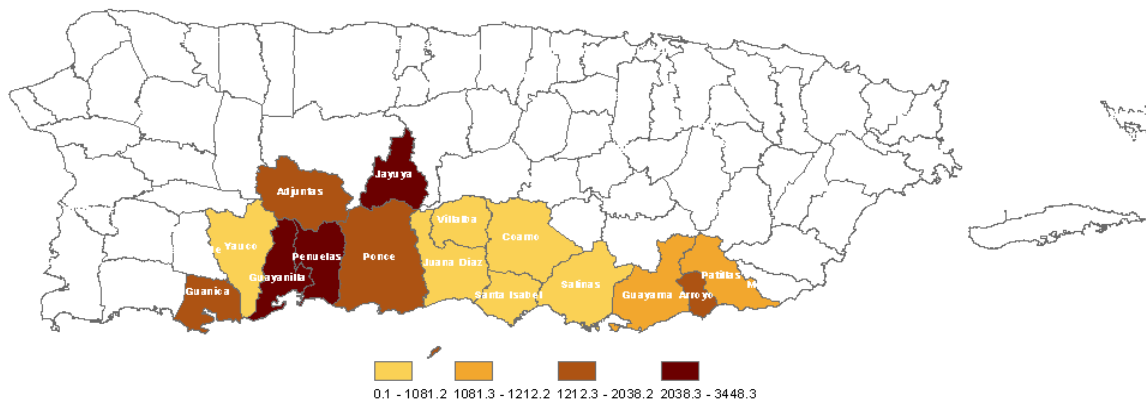 Jayuya
Adjuntas
Villalba
Yauco
Coamo
Penuelas
Ponce
Juana Diaz
Guayanilla
Patillas
Salinas
Guanica
Santa Isabel
Guayama
Arroyo
M
0.1 - 1081.2 1081.3 - 1212.2 1212.3 - 2038.2 2038.3 - 3448.3